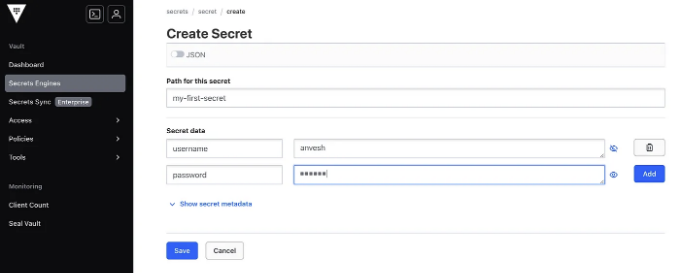 secrets / secret / create
Create Secret
JSON
Path for this secret
my-first-secret
Secret data
username
anvesh
password
******
Add
Show secret metadata
Save
Cancel
Vault
Dashboard
Secrets Engines
Secrets Sync Enterprise
Access
Policies
Tools
Monitoring
Client Count
Seal Vault